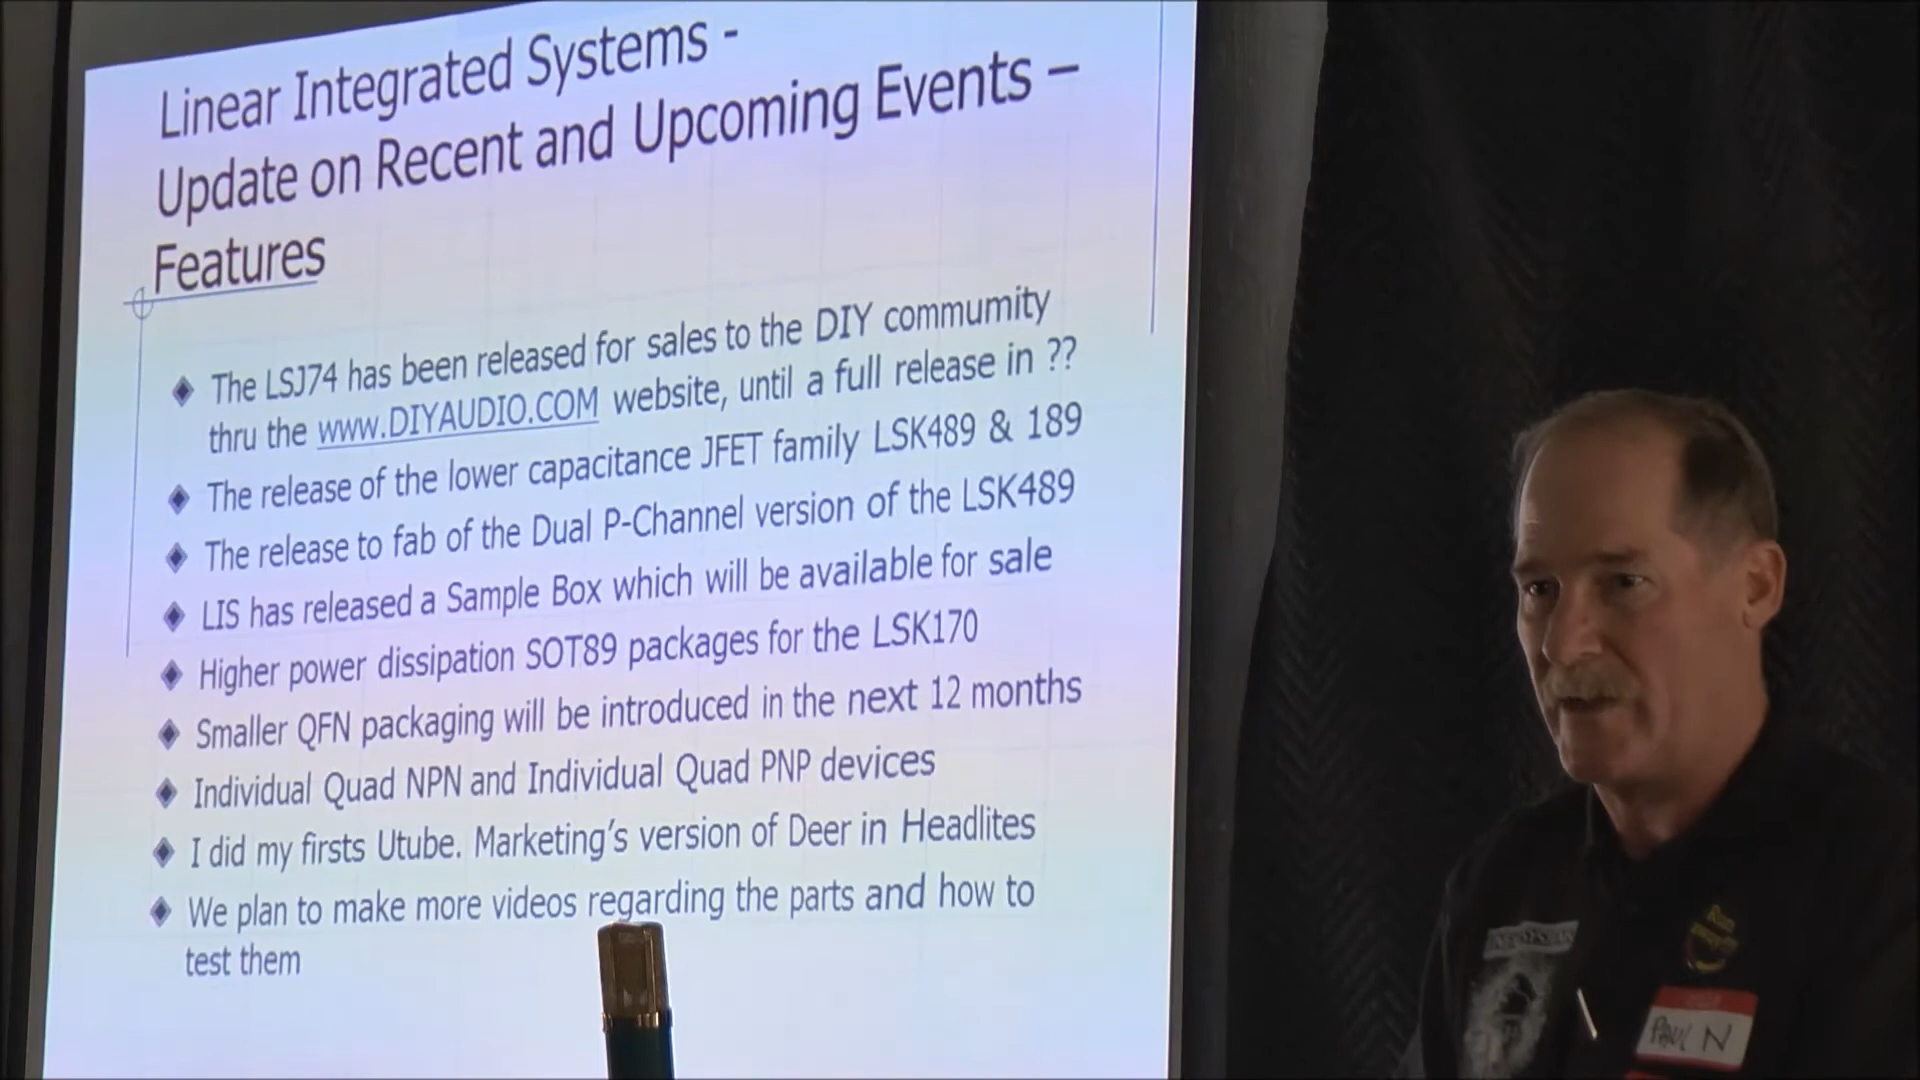 Linear Integrated Systems -
Update on Recent and Upcoming Events –
Features
The LSJ74 has been released for sales to the DIY commumity
thru the www.DIYAUDIO.COM website, until a full release in ??
The release of the lower capacitance JFET family LSK489 & 189
The release to fab of the Dual P-Channel version of the LSK489
LIS has released a Sample Box which will be available for sale
Higher power dissipation SOT89 packages for the LSK170
Smaller QFN packaging will be introduced in the next 12 months
Individual Quad NPN and Individual Quad PNP devices
I did my firsts Utube. Marketing's version of Deer in Headlites
We plan to make more videos regarding the parts and how to
test them
PAUL N